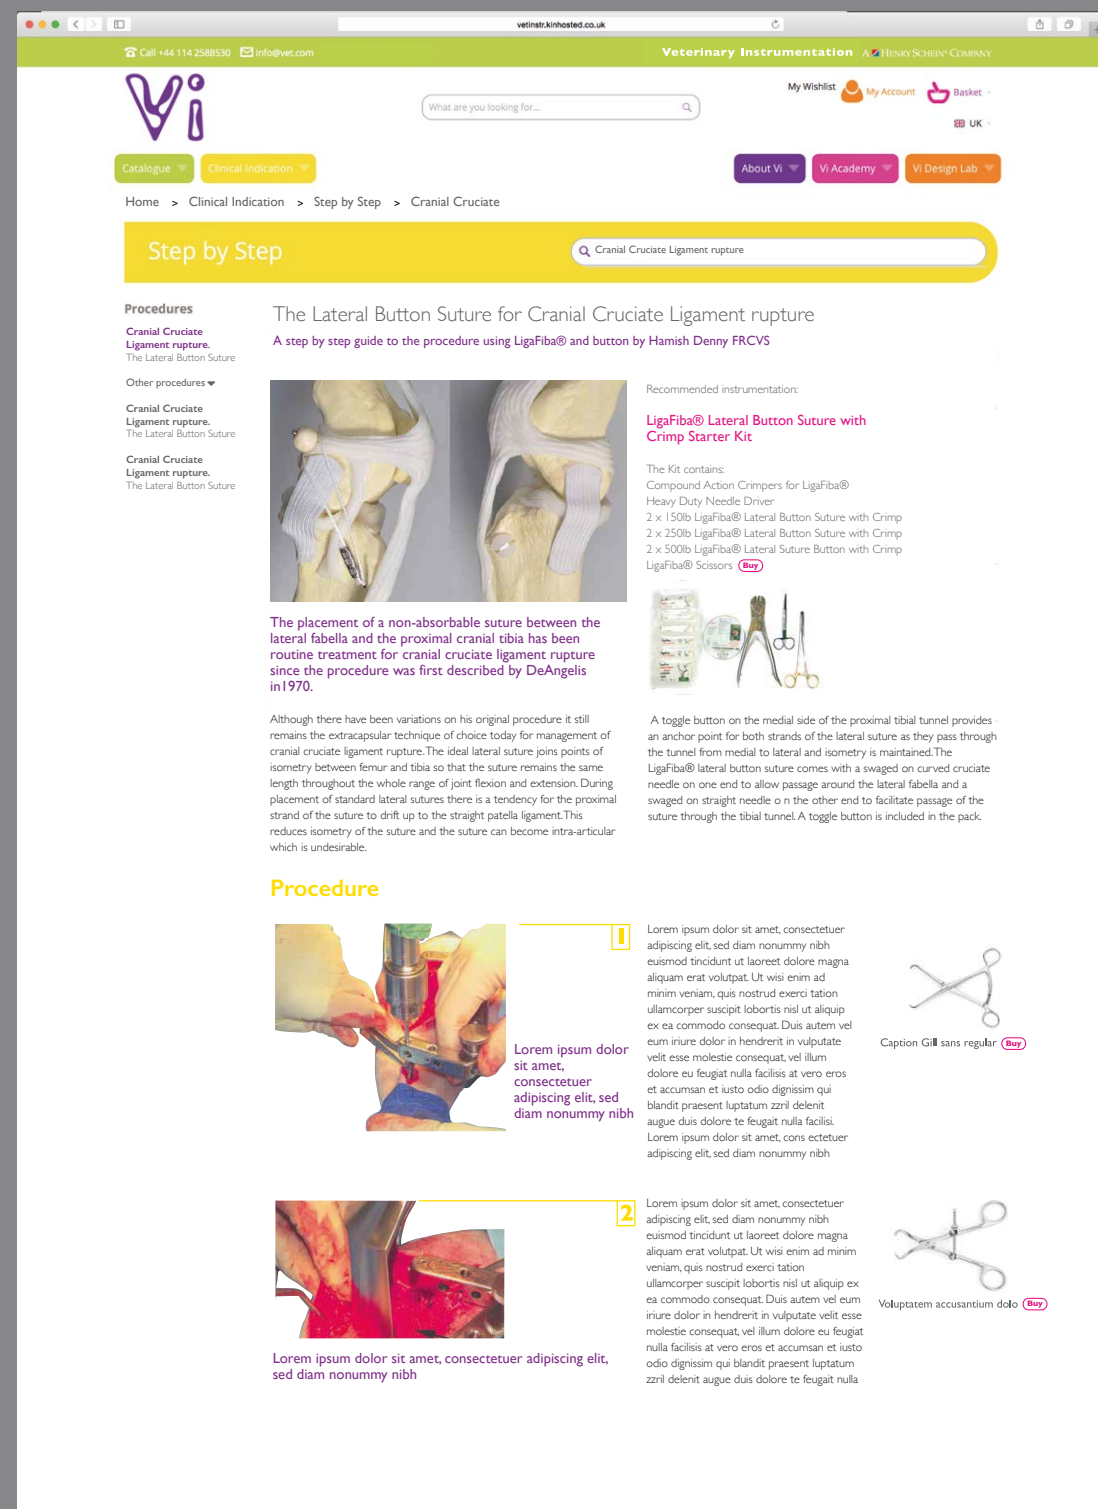 vetinstr.kinhosted.co.uk
Call +44 114 2588530
info@vet.com
Veterinary Instrumentation
A HENRY SCHEIN® COMPANY
Vi
What are you looking for...
My Wishlist
My Account
Basket
UK
Catalogue
Clinical Indication
About Vi
Vi Academy
Vi Design Lab
Home > Clinical Indication > Step by Step > Cranial Cruciate
Step by Step
Cranial Cruciate Ligament rupture
Procedures
Cranial Cruciate
Ligament rupture.
The Lateral Button Suture
Other procedures
Cranial Cruciate
Ligament rupture.
The Lateral Button Suture
Cranial Cruciate
Ligament rupture.
The Lateral Button Suture
The Lateral Button Suture for Cranial Cruciate Ligament rupture
A step by step guide to the procedure using LigaFiba® and button by Hamish Denny FRCVS
Recommended instrumentation:
LigaFiba® Lateral Button Suture with
Crimp Starter Kit
The Kit contains:
Compound Action Crimpers for LigaFiba®
Heavy Duty Needle Driver
2 x 150lb LigaFiba® Lateral Button Suture with Crimp
2 x 250lb LigaFiba® Lateral Button Suture with Crimp
2 x 500lb LigaFiba® Lateral Suture Button with Crimp
LigaFiba® Scissors Buy
The placement of a non-absorbable suture between the
lateral fabella and the proximal cranial tibia has been
routine treatment for cranial cruciate ligament rupture
since the procedure was first described by DeAngelis
in1970.
Although there have been variations on his original procedure it still
remains the extracapsular technique of choice today for management of
cranial cruciate ligament rupture.The ideal lateral suture joins points of
isometry between femur and tibia so that the suture remains the same
length throughout the whole range of joint flexion and extension. During
placement of standard lateral sutures there is a tendency for the proximal
strand of the suture to drift up to the straight patella ligament.This
reduces isometry of the suture and the suture can become intra-articular
which is undesirable.
A toggle button on the medial side of the proximal tibial tunnel provides
an anchor point for both strands of the lateral suture as they pass through
the tunnel from medial to lateral and isometry is maintained.The
LigaFiba® lateral button suture comes with a swaged on curved cruciate
needle on one end to allow passage around the lateral fabella and a
swaged on straight needle o n the other end to facilitate passage of the
suture through the tibial tunnel. A toggle button is included in the pack.
Procedure
1
Lorem ipsum dolor
sit amet,
consectetuer
adipiscing elit, sed
diam nonummy nibh
Lorem ipsum dolor sit amet, consectetuer
adipiscing elit, sed diam nonummy nibh
euismod tincidunt ut laoreet dolore magna
aliquam erat volutpat. Ut wisi enim ad
minim veniam, quis nostrud exerci tation
ullamcorper suscipit lobortis nisl ut aliquip
ex ea commodo consequat. Duis autem vel
eum iriure dolor in hendrerit in vulputate
velit esse molestie consequat, vel illum
dolore eu feugiat nulla facilisis at vero eros
et accumsan et iusto odio dignissim qui
blandit praesent luptatum zzril delenit
augue duis dolore te feugait nulla facilisi.
Lorem ipsum dolor sit amet, cons ectetuer
adipiscing elit, sed diam nonummy nibh
Caption Gill sans regular Buy
2
Lorem ipsum dolor sit amet, consectetuer adipiscing elit,
sed diam nonummy nibh
Lorem ipsum dolor sit amet, consectetuer
adipiscing elit, sed diam nonummy nibh
euismod tincidunt ut laoreet dolore magna
aliquam erat volutpat. Ut wisi enim ad minim
veniam, quis nostrud exerci tation
ullamcorper suscipit lobortis nisl ut aliquip ex
ea commodo consequat. Duis autem vel eum
iriure dolor in hendrerit in vulputate velit esse
molestie consequat, vel illum dolore eu feugiat
nulla facilisis at vero eros et accumsan et iusto
odio dignissim qui blandit praesent luptatum
zzril delenit augue duis dolore te feugait nulla
Voluptatem accusantium dolo Buy